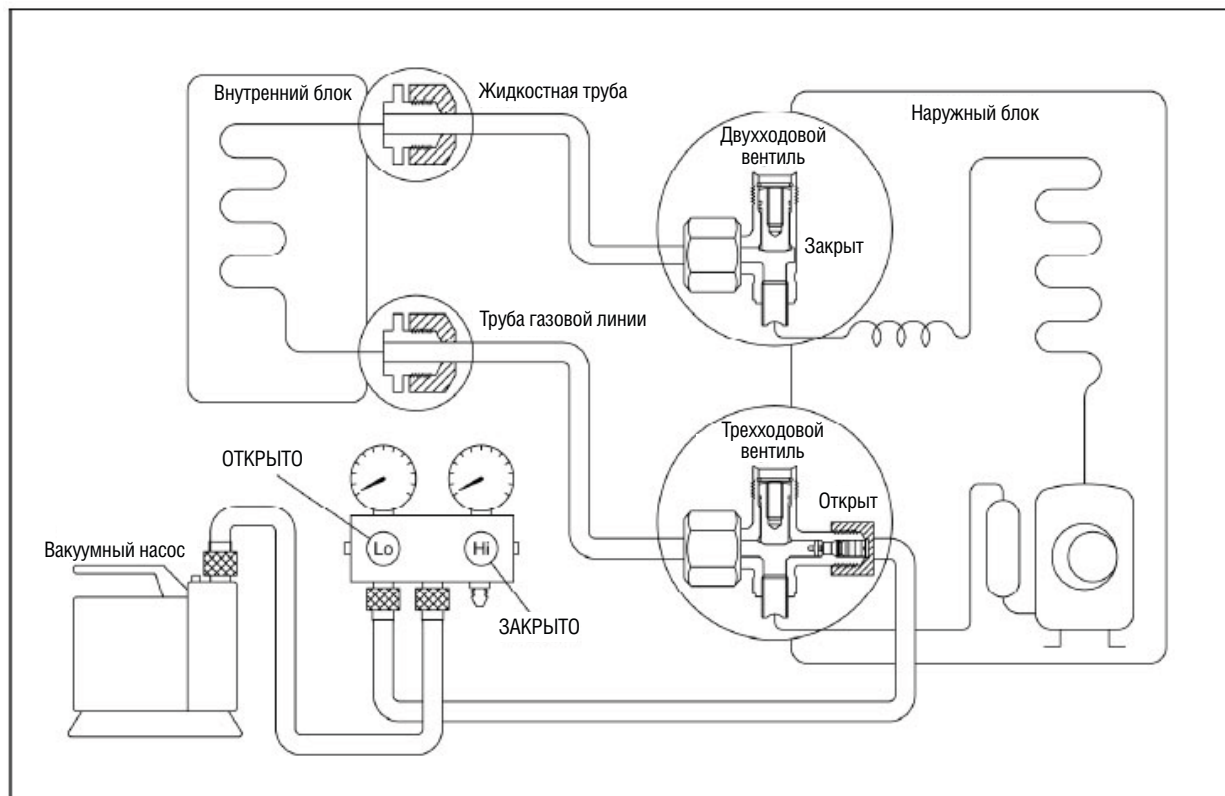 Внутренний блок
Жидкостная труба
Наружный блок
Двухходовой
вентиль
Закрыт
Труба газовой линии
Трехходовой
вентиль
Открыт
ОТКРЫТО
Вакуумный насос
Lo
Hi
ЗАКРЫТО